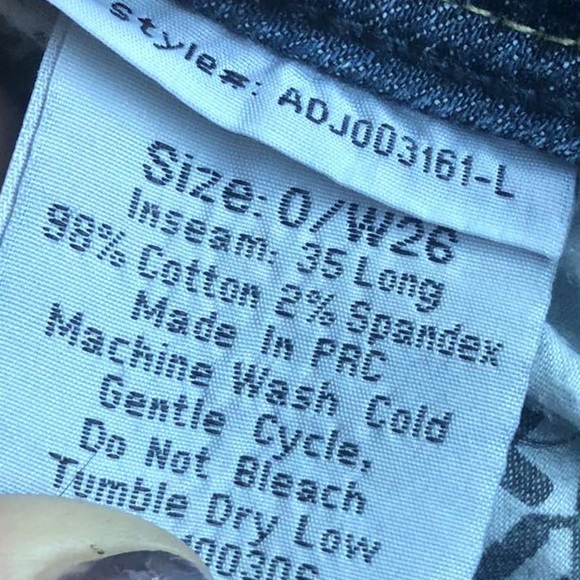 style#: ADJ003161-L
Size: 0/W26
Inseam: 35 Long
98% Cotton 2% Spandex
Made In PRC
Machine Wash Cold
Gentle Cycle,
Do Not Bleach
Tumble Dry Low